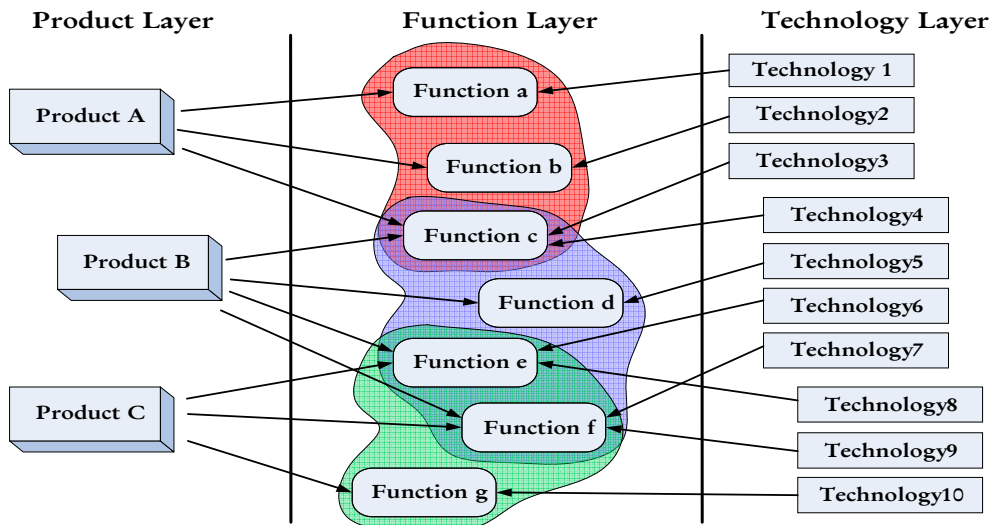 Product Layer
Function Layer
Technology Layer
Product A
Product B
Product C
Function a
Function b
Function c
Function d
Function e
Function f
Function g
Technology 1
Technology2
Technology3
Technology4
Technology5
Technology6
Technology7
Technology8
Technology9
Technology10